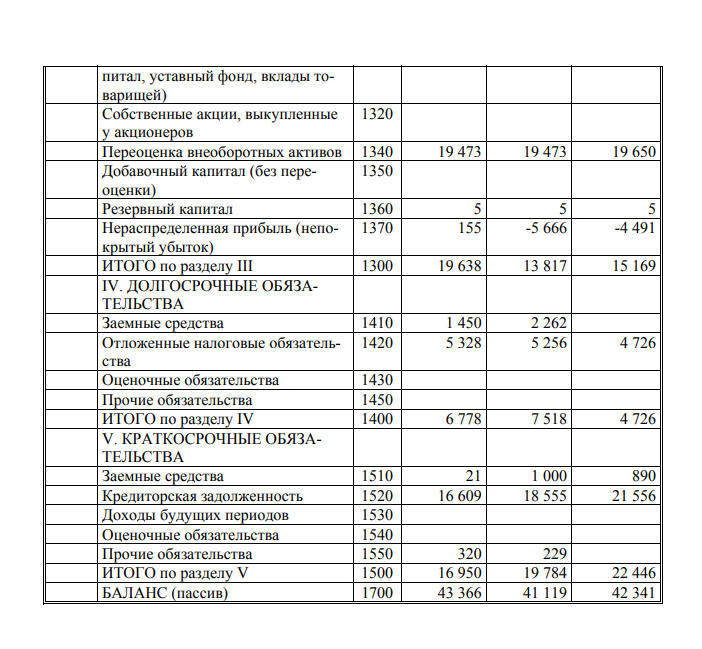 питал, уставный фонд, вклады то-
варищей)
Собственные акции, выкупленные 1320
у акционеров
Переоценка внеоборотных активов 1340 19 473 19 473 19 650
Добавочный капитал (без пере- 1350
оценки)
Резервный капитал 1360 5 5 5
Нераспределенная прибыль (непо- 1370 155 -5 666 -4 491
крытый убыток)
ИТОГО по разделу III 1300 19 638 13 817 15 169
IV. ДОЛГОСРОЧНЫЕ ОБЯЗА-
ТЕЛЬСТВА
Заемные средства 1410 1 450 2 262
Отложенные налоговые обязатель- 1420 5 328 5 256 4 726
ства
Оценочные обязательства 1430
Прочие обязательства 1450
ИТОГО по разделу IV 1400 6 778 7 518 4 726
V. КРАТКОСРОЧНЫЕ ОБЯЗА-
ТЕЛЬСТВА
Заемные средства 1510 21 1 000 890
Кредиторская задолженность 1520 16 609 18 555 21 556
Доходы будущих периодов 1530
Оценочные обязательства 1540
Прочие обязательства 1550 320 229
ИТОГО по разделу V 1500 16 950 19 784 22 446
БАЛАНС (пассив) 1700 43 366 41 119 42 341